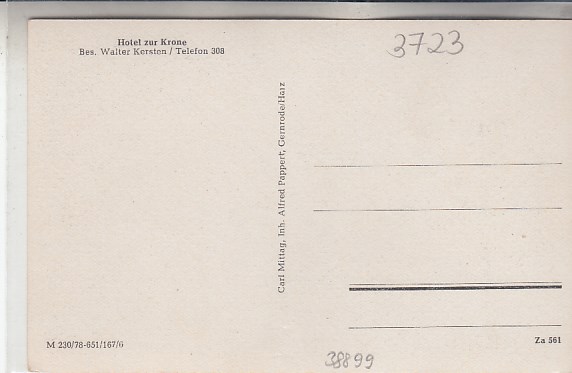 Hotel zur Krone
Bes. Walter Kersten / Telefon 308
3723
Carl Mittag, Inh. Alfred Pappert, Gernrode/Harz
M 230/78-651/167/6
Za 561
38899